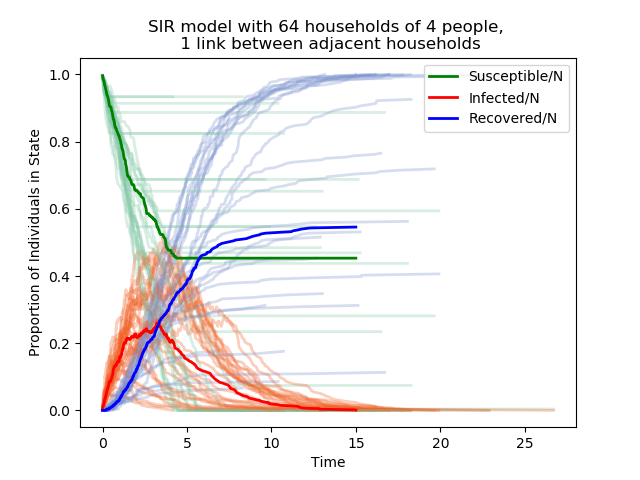 SIR model with 64 households of 4 people,
1 link between adjacent households
Proportion of Individuals in State
1.0
0.8
0.6
0.4
0.2
0.0
Susceptible/N
Infected/N
Recovered/N
0 5 10 15 20 25
Time